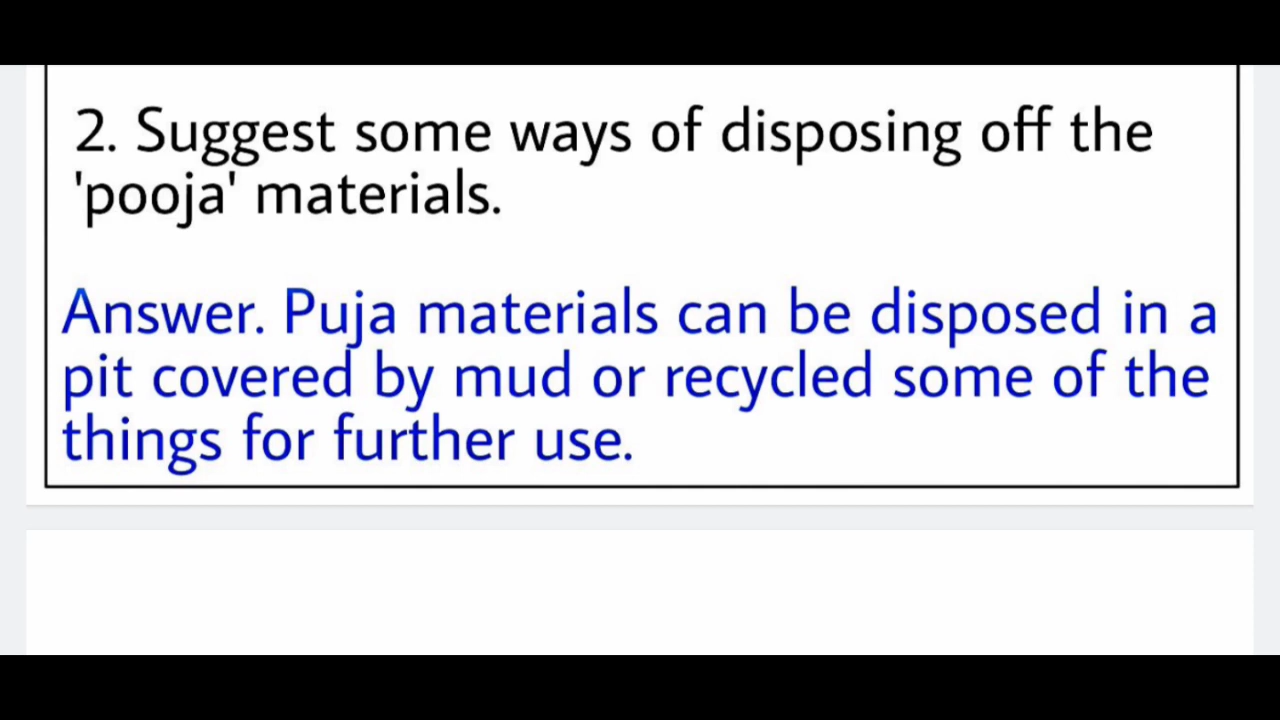 2. Suggest some ways of disposing off the
'pooja' materials.
Answer. Puja materials can be disposed in a
pit covered by mud or recycled some of the
things for further use.